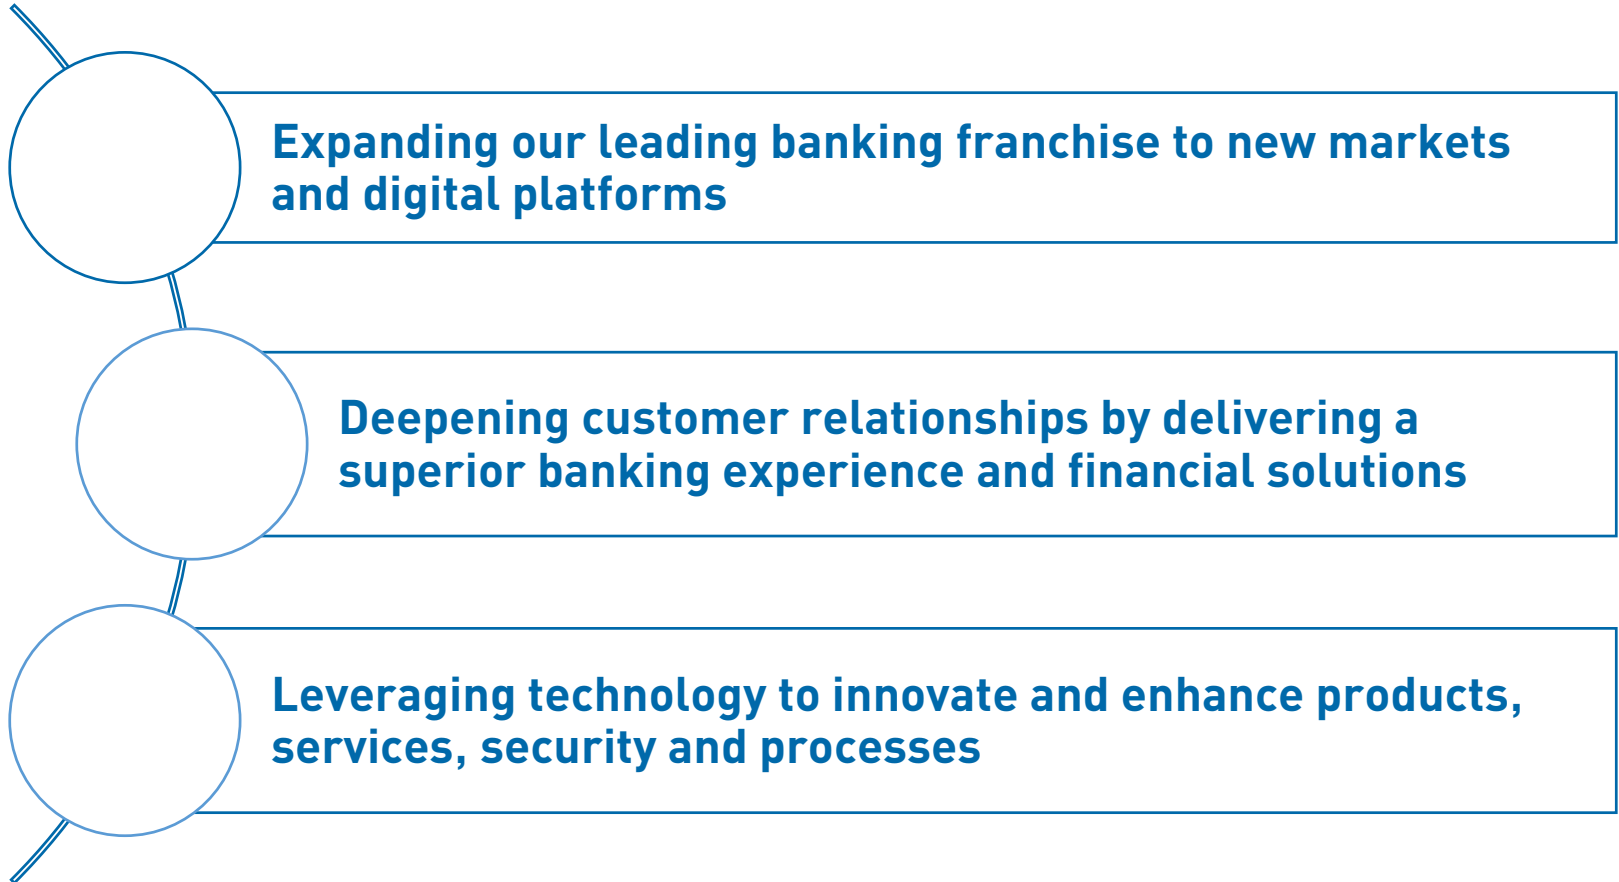 Expanding our leading banking franchise to new markets
and digital platforms
Deepening customer relationships by delivering a
superior banking experience and financial solutions
Leveraging technology to innovate and enhance products,
services, security and processes